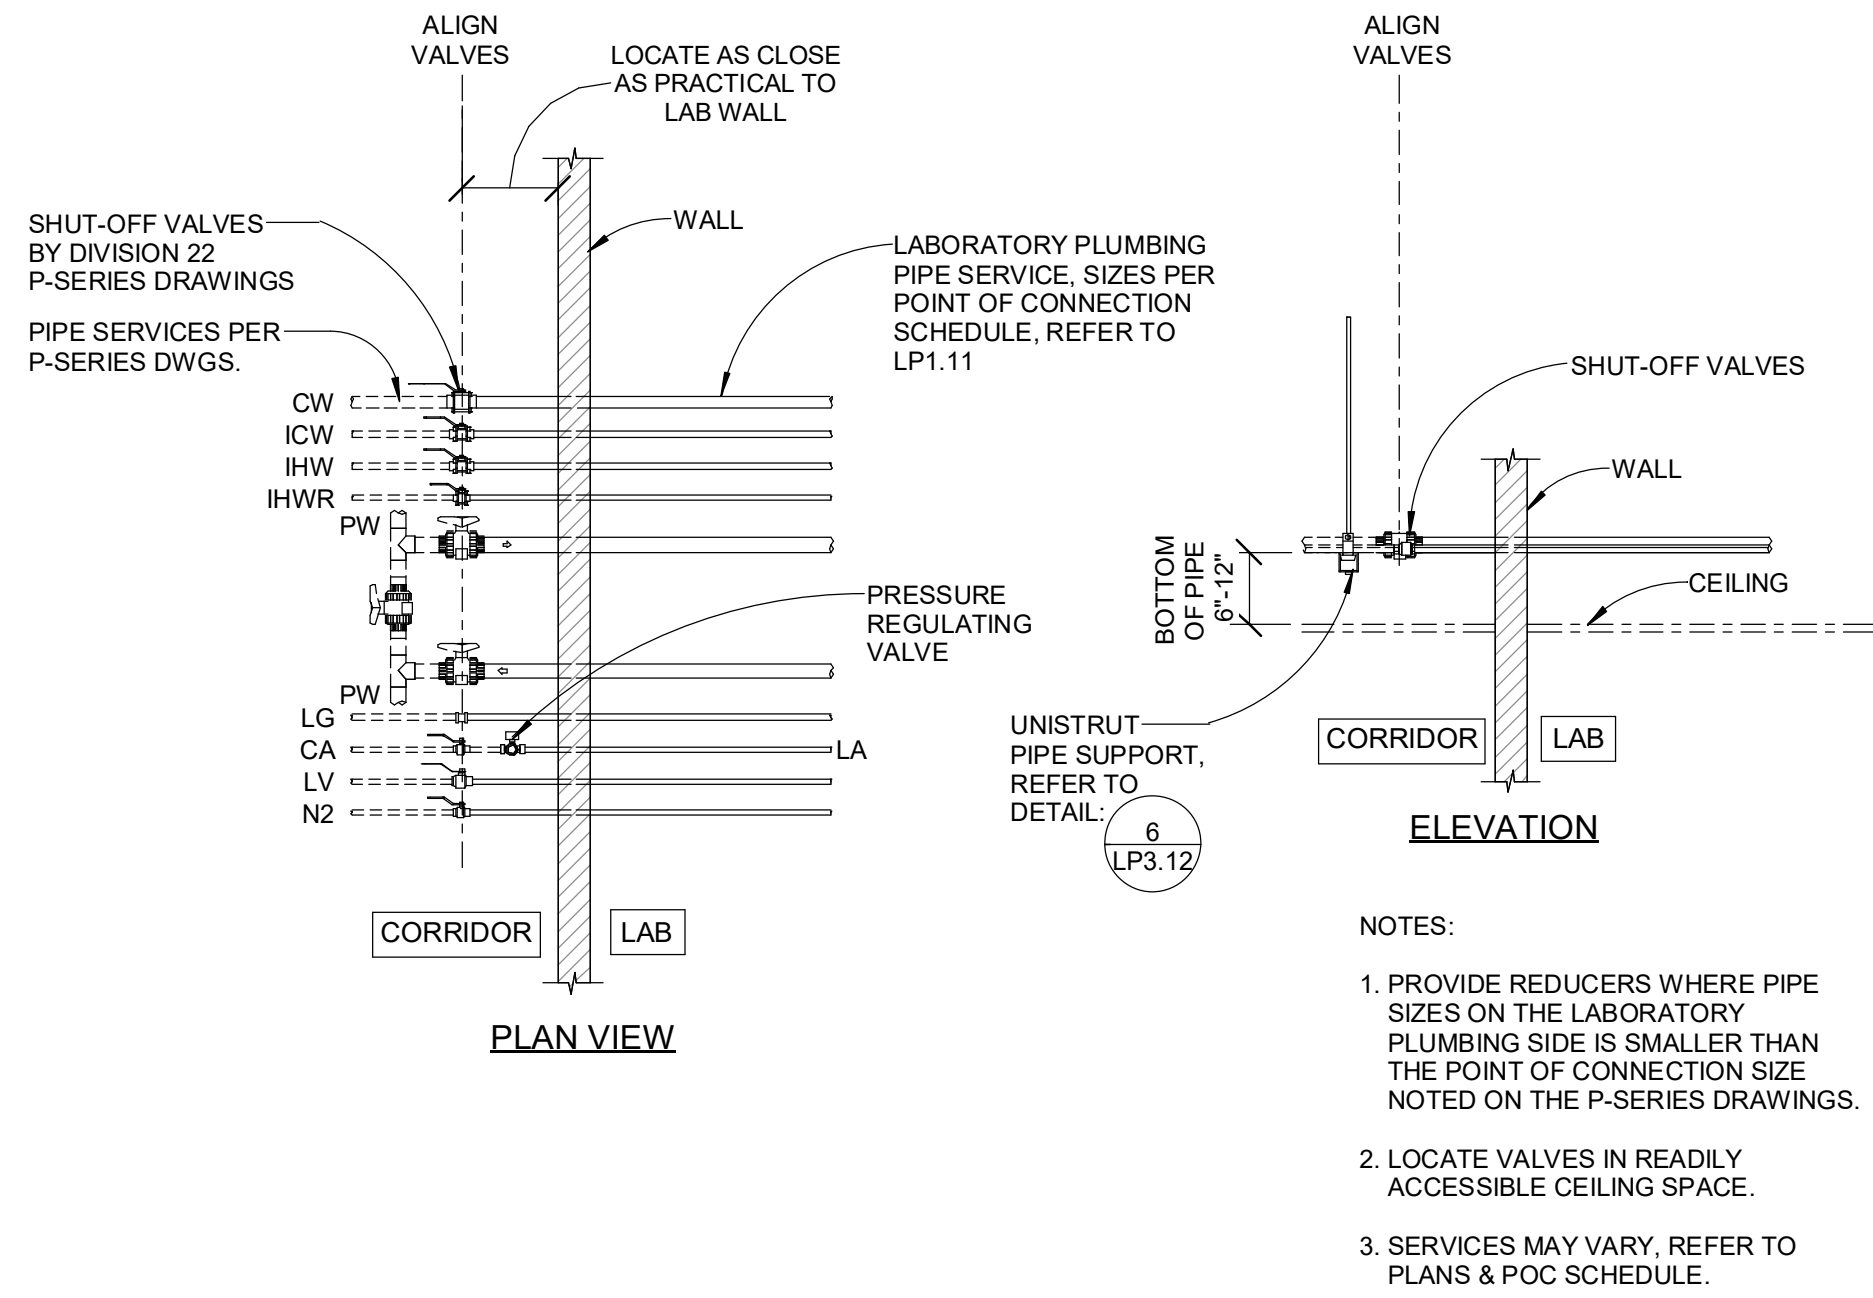 ALIGN
VALVES
LOCATE AS CLOSE
AS PRACTICAL TO
LAB WALL
SHUT-OFF VALVES
BY DIVISION 22
P-SERIES DRAWINGS
WALL
LABORATORY PLUMBING
PIPE SERVICE, SIZES PER
POINT OF CONNECTION
SCHEDULE, REFER TO
LP1.11
PIPE SERVICES PER
P-SERIES DWGS.
CW
ICW
IHW
IHWR
PW
PRESSURE
REGULATING
VALVE
PW
LG
CA
LA
LV
N2
CORRIDOR
LAB
PLAN VIEW
ALIGN
VALVES
SHUT-OFF VALVES
WALL
BOTTOM
OF PIPE
6"-12"
CEILING
UNISTRUT
PIPE SUPPORT,
REFER TO
DETAIL:
6
LP3.12
CORRIDOR
LAB
ELEVATION
NOTES:
1. PROVIDE REDUCERS WHERE PIPE
SIZES ON THE LABORATORY
PLUMBING SIDE IS SMALLER THAN
THE POINT OF CONNECTION SIZE
NOTED ON THE P-SERIES DRAWINGS.
2. LOCATE VALVES IN READILY
ACCESSIBLE CEILING SPACE.
3. SERVICES MAY VARY, REFER TO
PLANS & POC SCHEDULE.